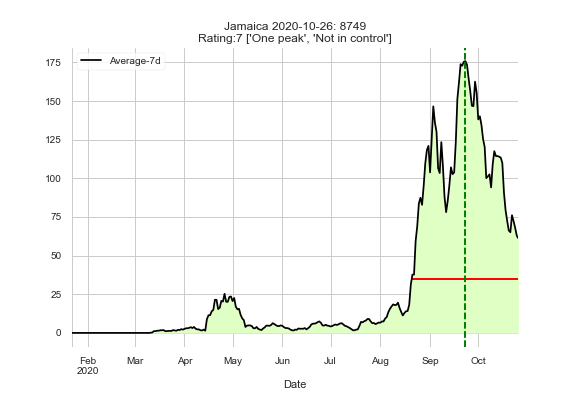 Jamaica 2020-10-26: 8749
Rating:7 ['One peak', 'Not in control']
Average-7d
175
150
125
100
75
50
25
0
Feb Mar Apr May Jun Jul Aug Sep Oct
2020
Date